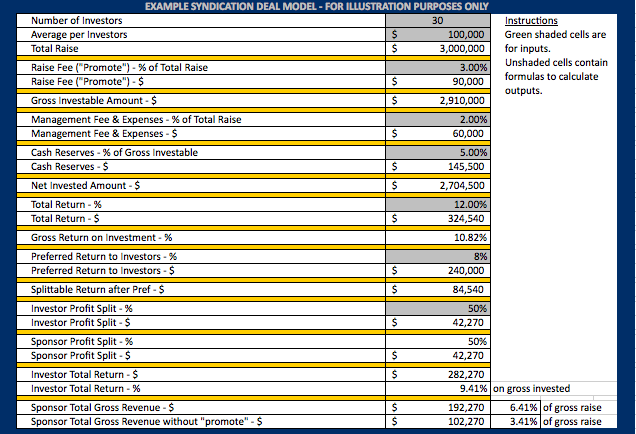 EXAMPLE SYNDICATION DEAL MODEL - FOR ILLUSTRATION PURPOSES ONLY
Number of Investors 30 Instructions
Average per Investors $ 100,000 Green shaded cells are
Total Raise $ 3,000,000 for inputs.
Unshaded cells contain
Raise Fee ("Promote") - % of Total Raise 3.00% formulas to calculate
Raise Fee ("Promote") - $ $ 90,000 outputs.
Gross Investable Amount - $ $ 2,910,000
Management Fee & Expenses - % of Total Raise 2.00%
Management Fee & Expenses - $ $ 60,000
Cash Reserves - % of Gross Investable 5.00%
Cash Reserves - $ $ 145,500
Net Invested Amount - $ $ 2,704,500
Total Return - % 12.00%
Total Return - $ $ 324,540
Gross Return on Investment - % 10.82%
Preferred Return to Investors - % 8%
Preferred Return to Investors - $ $ 240,000
Splittable Return after Pref - $ $ 84,540
Investor Profit Split - % 50%
Investor Profit Split - $ $ 42,270
Sponsor Profit Split - % 50%
Sponsor Profit Split - $ $ 42,270
Investor Total Return - $ $ 282,270
Investor Total Return - % 9.41% on gross invested
Sponsor Total Gross Revenue - $ $ 192,270 6.41% of gross raise
Sponsor Total Gross Revenue without "promote" - $ $ 102,270 3.41% of gross raise